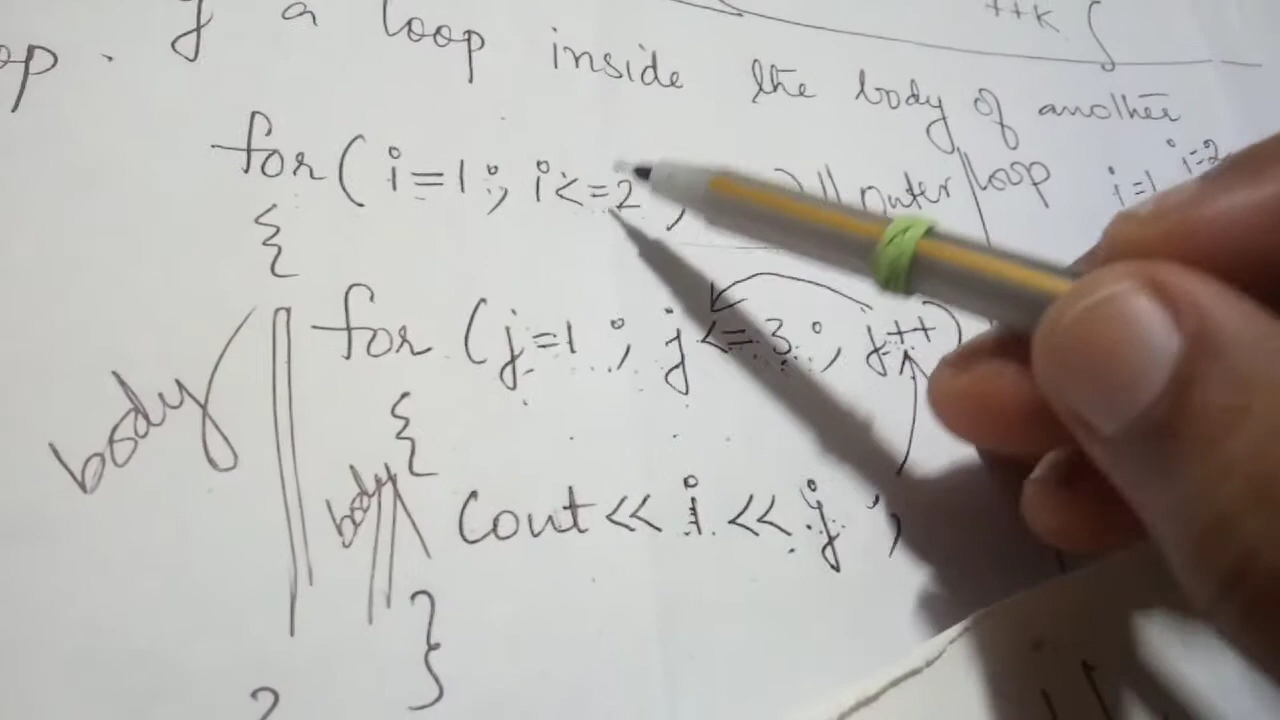 ++K
a loop inside the body of another
op.
for ( i=1 ; i<=2 ; ) // outer loop i=1 i=2
{
for ( j=1 ; j<=3 ; j++ )
body
{
body cout << i << j ;
}